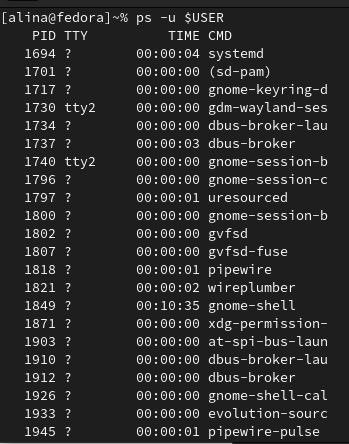 [alina@fedora]~% ps -u $USER
PID TTY TIME CMD
1694 ? 00:00:04 systemd
1701 ? 00:00:00 (sd-pam)
1717 ? 00:00:00 gnome-keyring-d
1730 tty2 00:00:00 gdm-wayland-ses
1734 ? 00:00:00 dbus-broker-lau
1737 ? 00:00:03 dbus-broker
1740 tty2 00:00:00 gnome-session-b
1796 ? 00:00:00 gnome-session-c
1797 ? 00:00:01 uresourced
1800 ? 00:00:00 gnome-session-b
1802 ? 00:00:00 gvfsd
1807 ? 00:00:00 gvfsd-fuse
1818 ? 00:00:01 pipewire
1821 ? 00:00:02 wireplumber
1849 ? 00:10:35 gnome-shell
1871 ? 00:00:00 xdg-permission-
1903 ? 00:00:00 at-spi-bus-laun
1910 ? 00:00:00 dbus-broker-lau
1912 ? 00:00:00 dbus-broker
1926 ? 00:00:00 gnome-shell-cal
1933 ? 00:00:00 evolution-sourc
1945 ? 00:00:01 pipewire-pulse